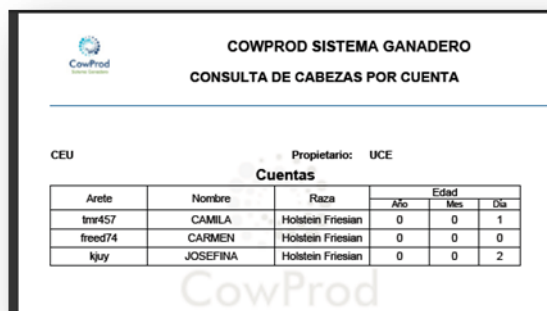 COWPROD SISTEMA GANADERO
CowProd
Sistema Ganadero
CONSULTA DE CABEZAS POR CUENTA
CEU Propietario: UCE
Cuentas
Arete Nombre Raza Edad
Año Mes Día
tmr457 CAMILA Holstein Friesian 0 0 1
freed74 CARMEN Holstein Friesian 0 0 0
kjuy JOSEFINA Holstein Friesian 0 0 2
CowProd